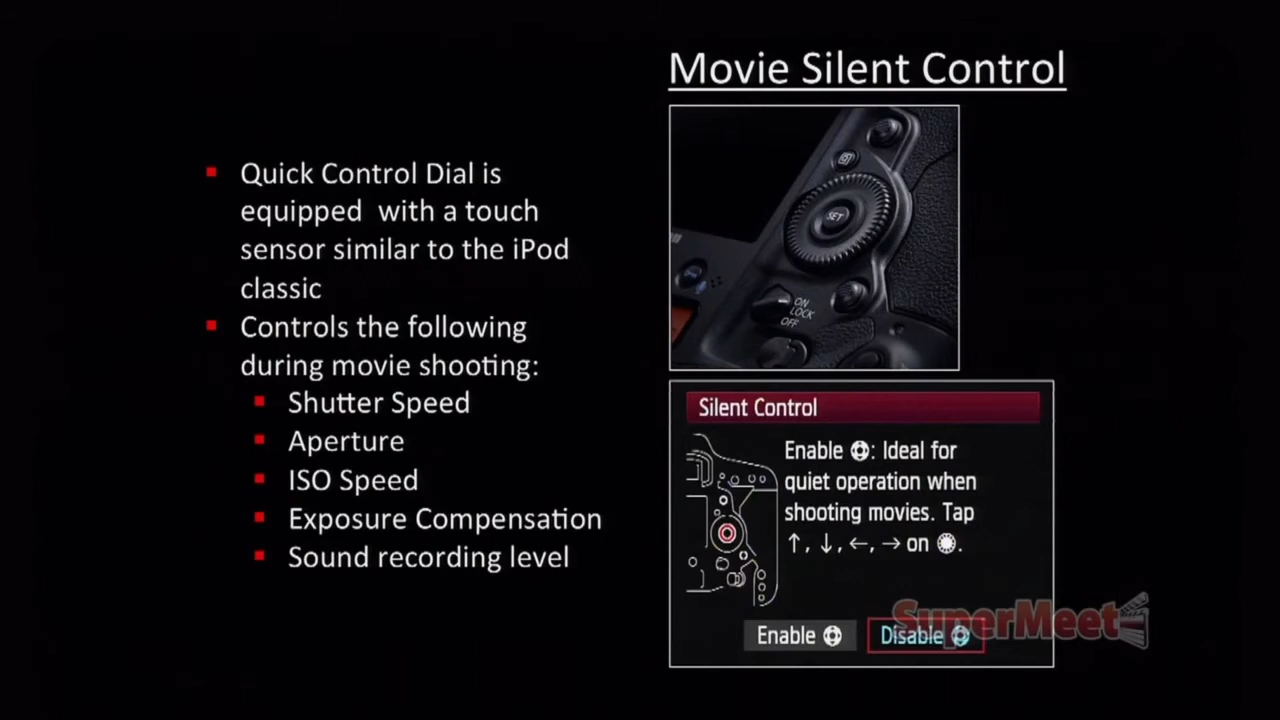 Movie Silent Control
Quick Control Dial is
equipped with a touch
sensor similar to the iPod
classic
Controls the following
during movie shooting:
Shutter Speed
Aperture
ISO Speed
Exposure Compensation
Sound recording level
SET
ON
LOCK
OFF
Silent Control
Enable : Ideal for
quiet operation when
shooting movies. Tap
↑, ↓, ←, → on .
Enable
Disable
SuperMeet